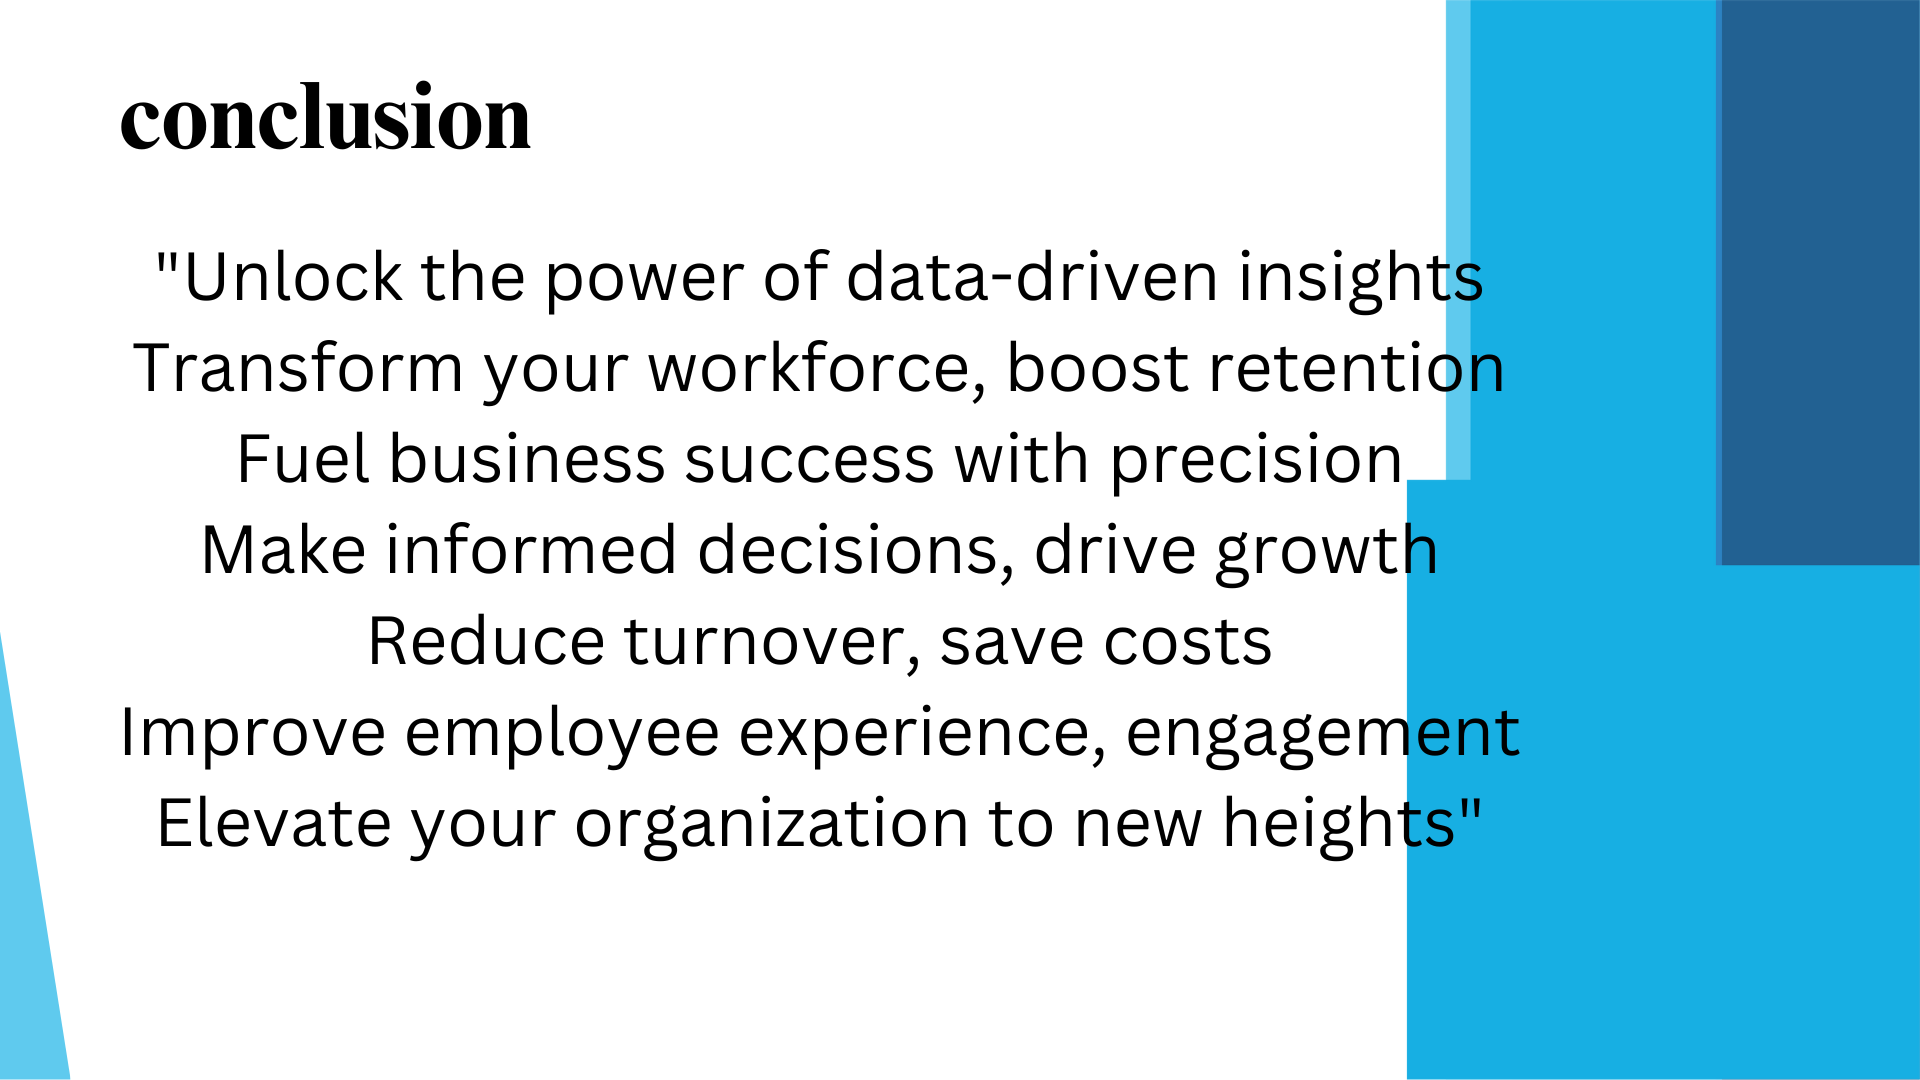 conclusion
"Unlock the power of data-driven insights
Transform your workforce, boost retention
Fuel business success with precision
Make informed decisions, drive growth
Reduce turnover, save costs
Improve employee experience, engagement
Elevate your organization to new heights"